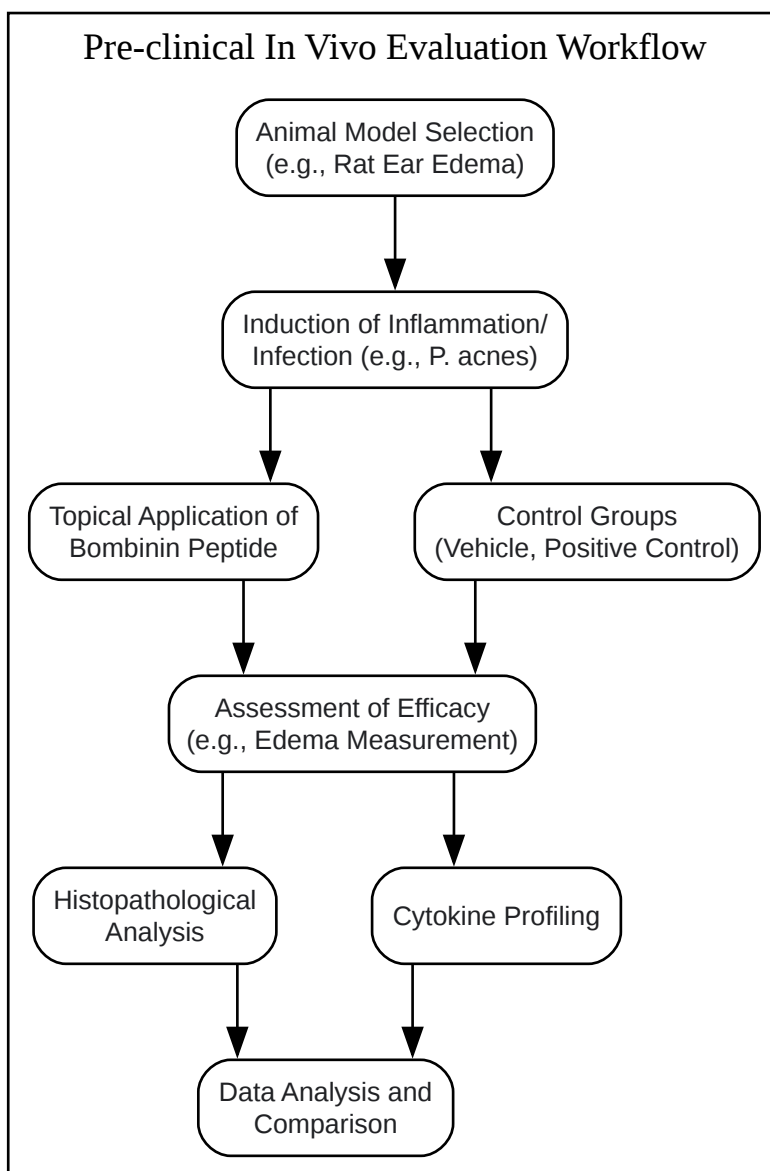 Pre-clinical In Vivo Evaluation Workflow
Animal Model Selection
(e.g., Rat Ear Edema)
Induction of Inflammation/
Infection (e.g., P. acnes)
Topical Application of
Bombinin Peptide
Control Groups
(Vehicle, Positive Control)
Assessment of Efficacy
(e.g., Edema Measurement)
Histopathological
Analysis
Cytokine Profiling
Data Analysis and
Comparison